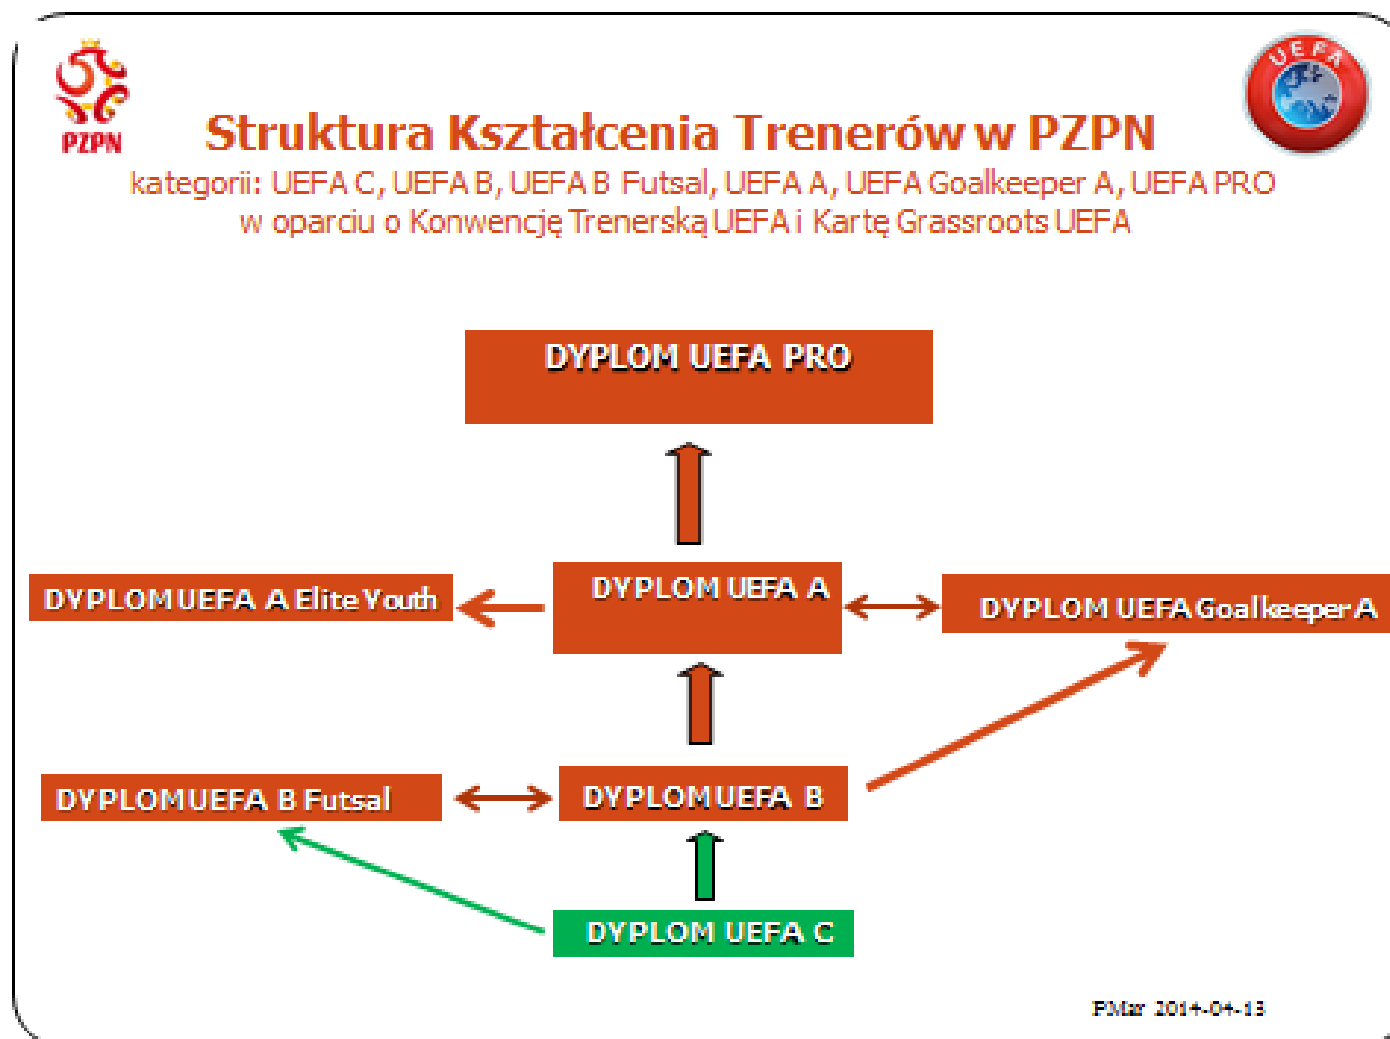 PZPN
UEFA
Struktura Kształcenia Trenerów w PZPN
kategorii: UEFA C, UEFA B, UEFA B Futsal, UEFA A, UEFA Goalkeeper A, UEFA PRO
w oparciu o Konwencję Trenerską UEFA i Kartę Grassroots UEFA
DYPLOM UEFA PRO
DYPLOM UEFA A Elite Youth
DYPLOM UEFA A
DYPLOM UEFA Goalkeeper A
DYPLOM UEFA B Futsal
DYPLOM UEFA B
DYPLOM UEFA C
PMar 2014-04-13